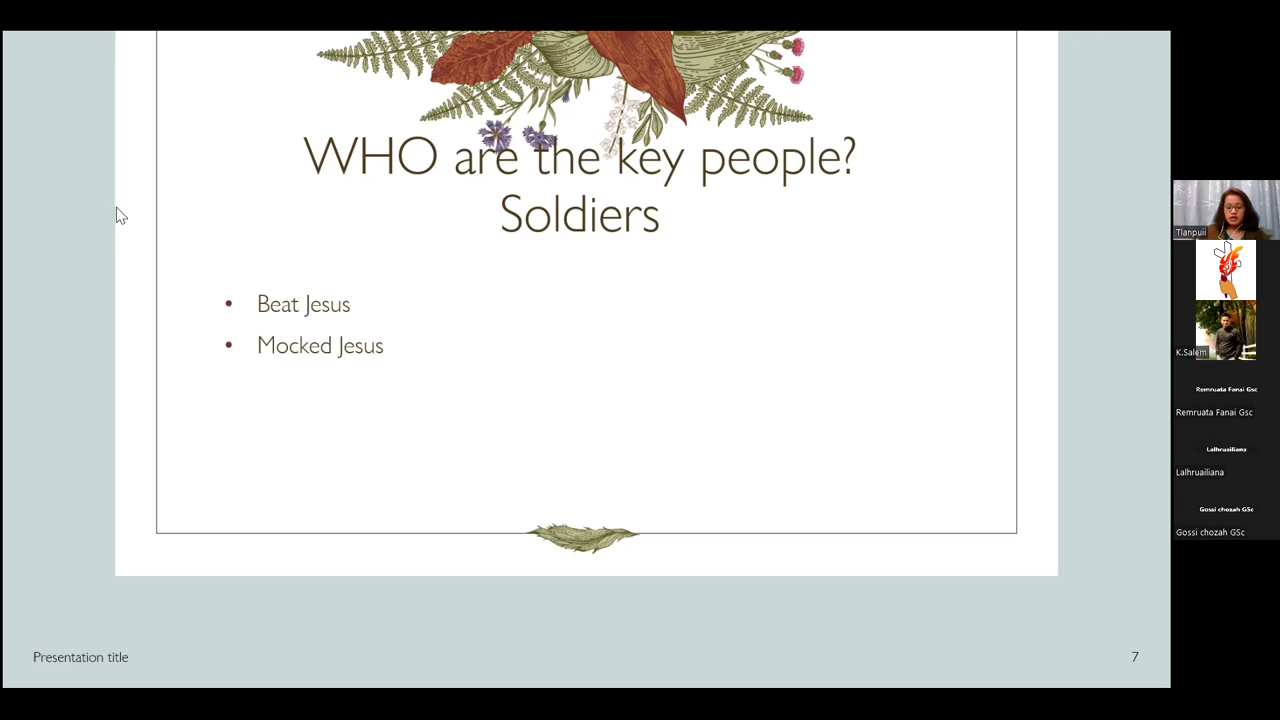 WHO are the key people?
Soldiers
• Beat Jesus
• Mocked Jesus
Presentation title
7
Tlanpuii
K.Salem
Remruata Fanai Gsc
Remruata Fanai Gsc
Lalhruailiana
Lalhruailiana
Gossi chozah GSc
Gossi chozah GSc